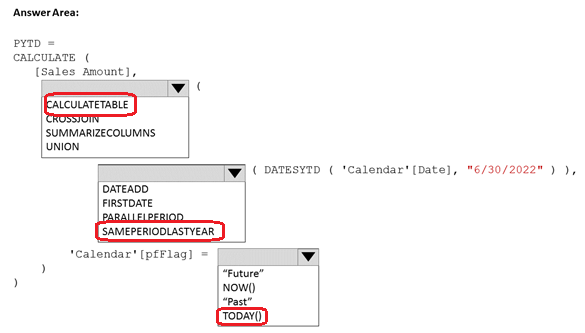 Answer Area:
PYTD =
CALCULATE (
[Sales Amount],
(
CALCULATETABLE
CROSSJOIN
SUMMARIZECOLUMNS
UNION
( DATESYTD ( 'Calendar'[Date], "6/30/2022" ) ),
DATEADD
FIRSTDATE
PARALLELPERIOD
SAMEPERIODLASTYEAR
'Calendar'[pfFlag] =
"Future"
NOW()
"Past"
TODAY()
)
)